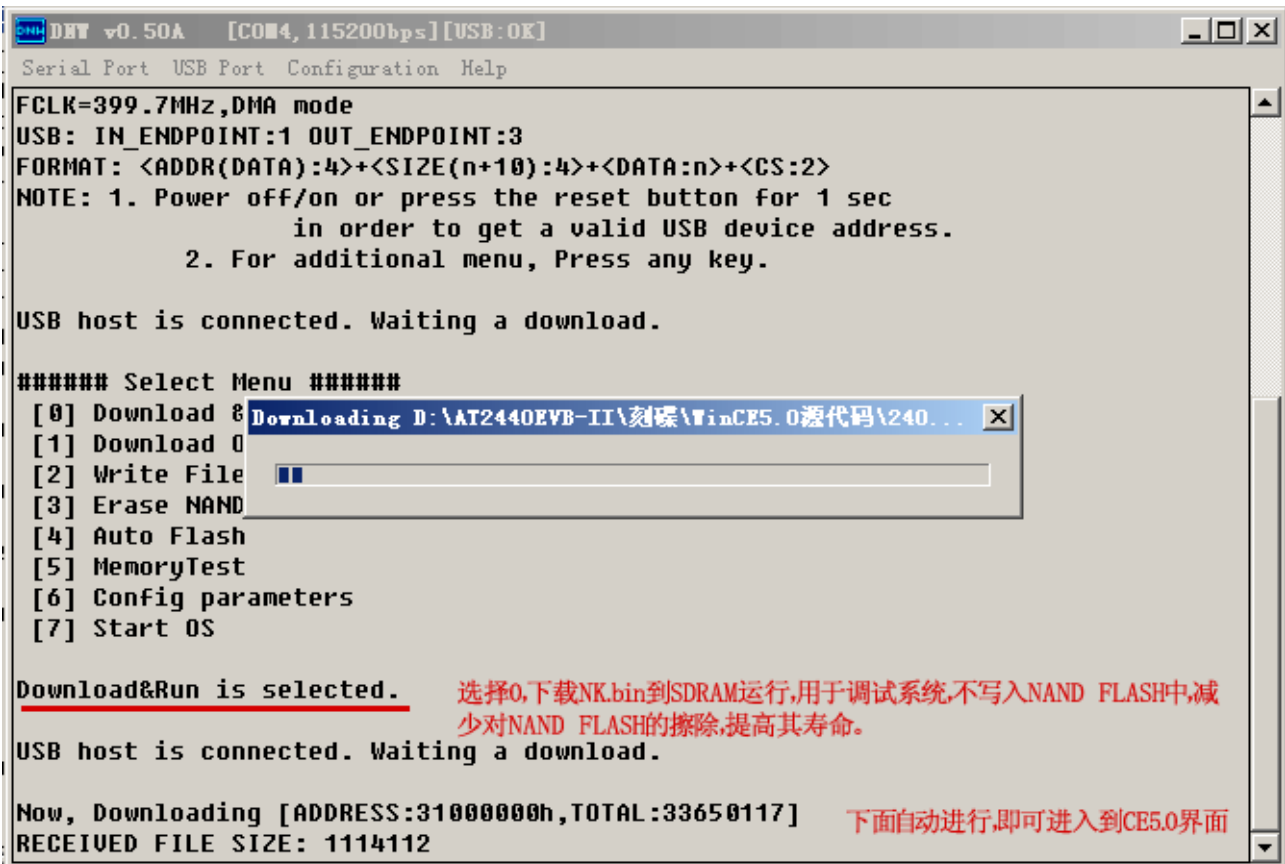 DNW v0.50A [COM4,115200bps][USB:OK]
Serial Port USB Port Configuration Help
FCLK=399.7MHz,DMA mode
USB: IN_ENDPOINT:1 OUT_ENDPOINT:3
FORMAT: <ADDR(DATA):4>+<SIZE(n+10):4>+<DATA:n>+<CS:2>
NOTE: 1. Power off/on or press the reset button for 1 sec
in order to get a valid USB device address.
2. For additional menu, Press any key.
USB host is connected. Waiting a download.
###### Select Menu ######
[0] Download &
Downloading D:\AT2440EVB-II\刻碟\WinCE5.0源代码\240...
[1] Download O
[2] Write File
[3] Erase NAND
[4] Auto Flash
[5] MemoryTest
[6] Config parameters
[7] Start OS
Download&Run is selected.
选择0,下载NK.bin到SDRAM运行,用于调试系统,不写入NAND FLASH中,减
少对NAND FLASH的擦除,提高其寿命。
USB host is connected. Waiting a download.
Now, Downloading [ADDRESS:31000000h,TOTAL:33650117]
下面自动进行,即可进入到CE5.0界面
RECEIVED FILE SIZE: 1114112